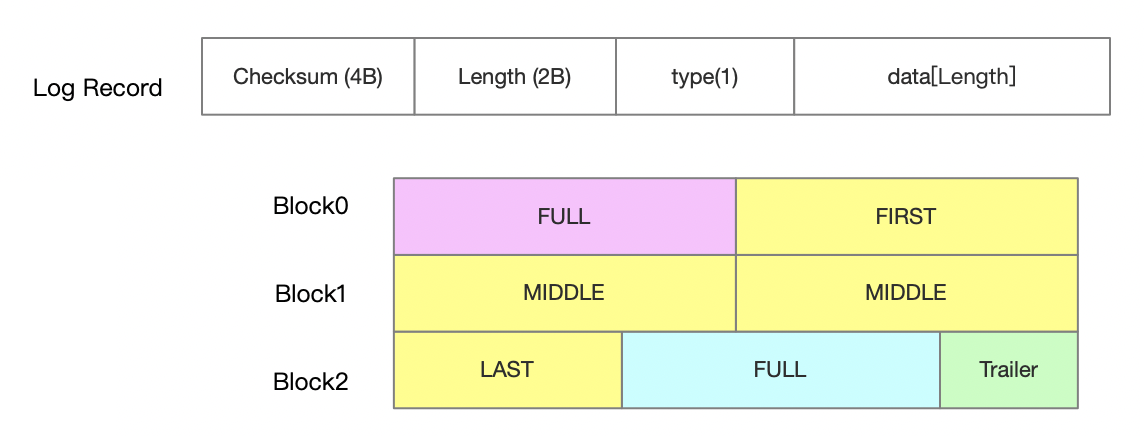 Log Record Checksum (4B) Length (2B) type(1) data[Length]
Block0 FULL FIRST
Block1 MIDDLE MIDDLE
Block2 LAST FULL Trailer